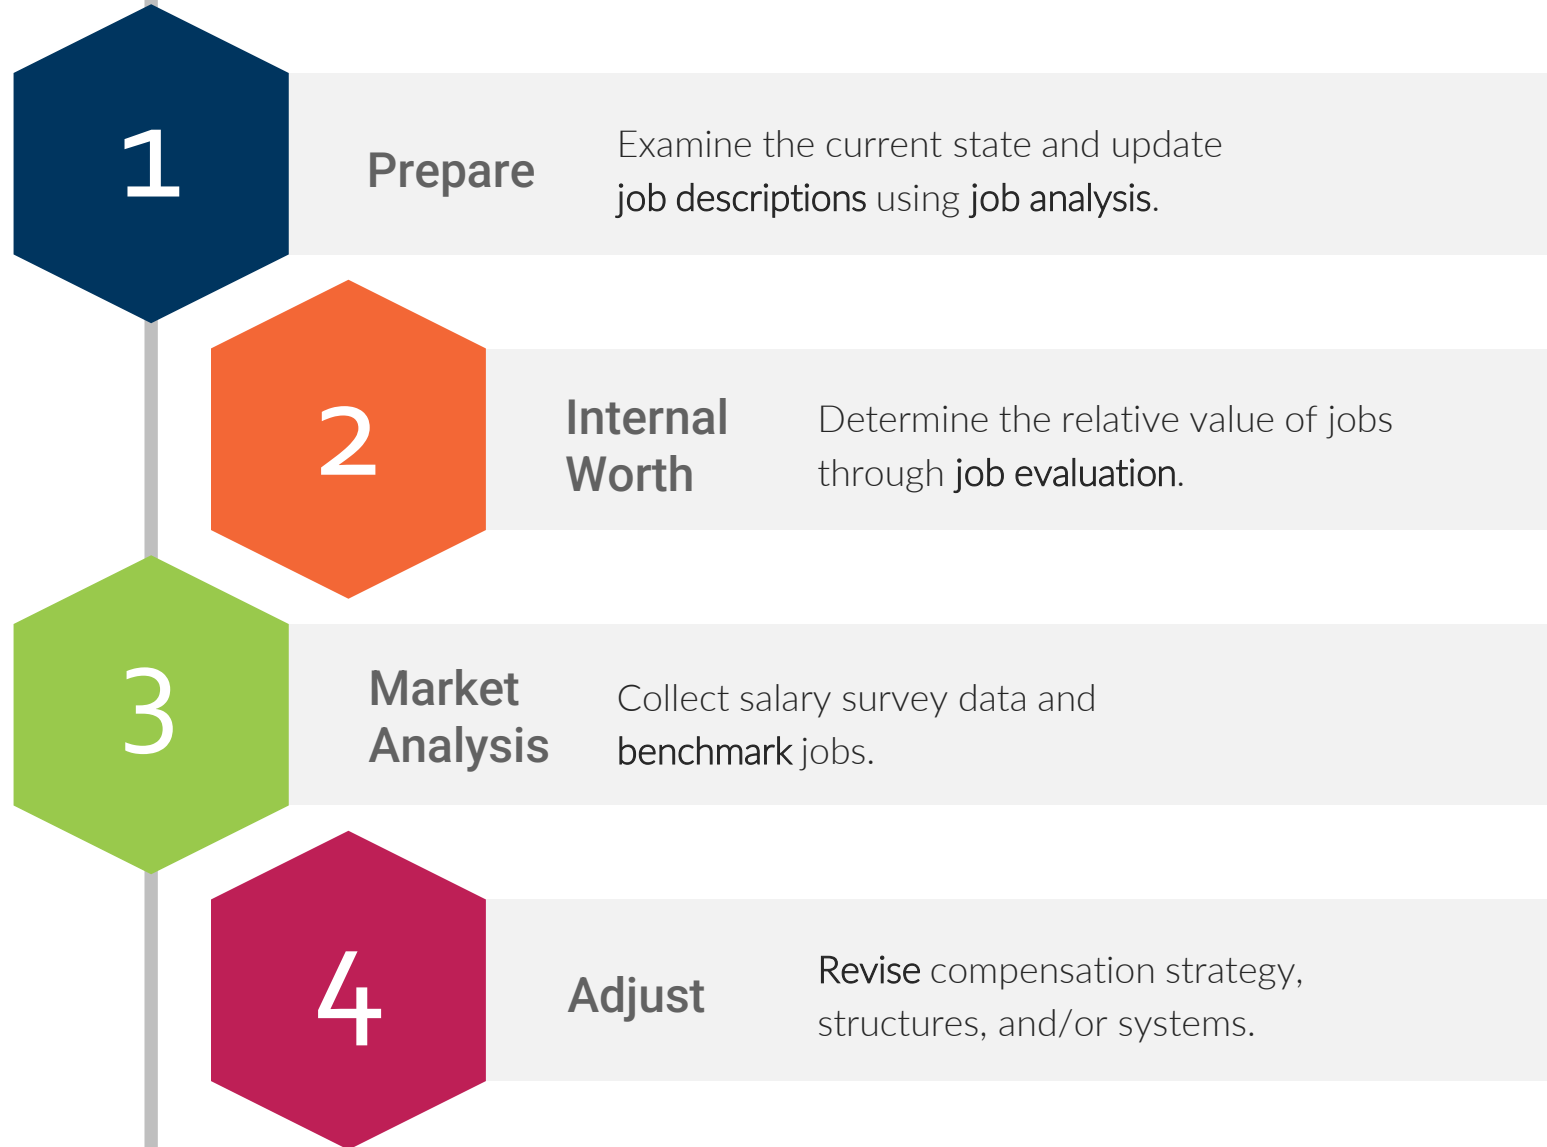 1
Prepare
Examine the current state and update
job descriptions using job analysis.
2
Internal
Worth
Determine the relative value of jobs
through job evaluation.
3
Market
Analysis
Collect salary survey data and
benchmark jobs.
4
Adjust
Revise compensation strategy,
structures, and/or systems.